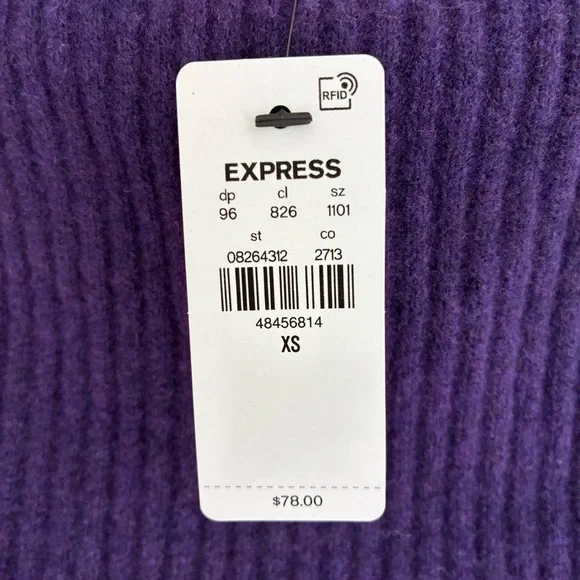 RFID
EXPRESS
dp cl sz
96 826 1101
st co
08264312 2713
48456814
XS
$78.00